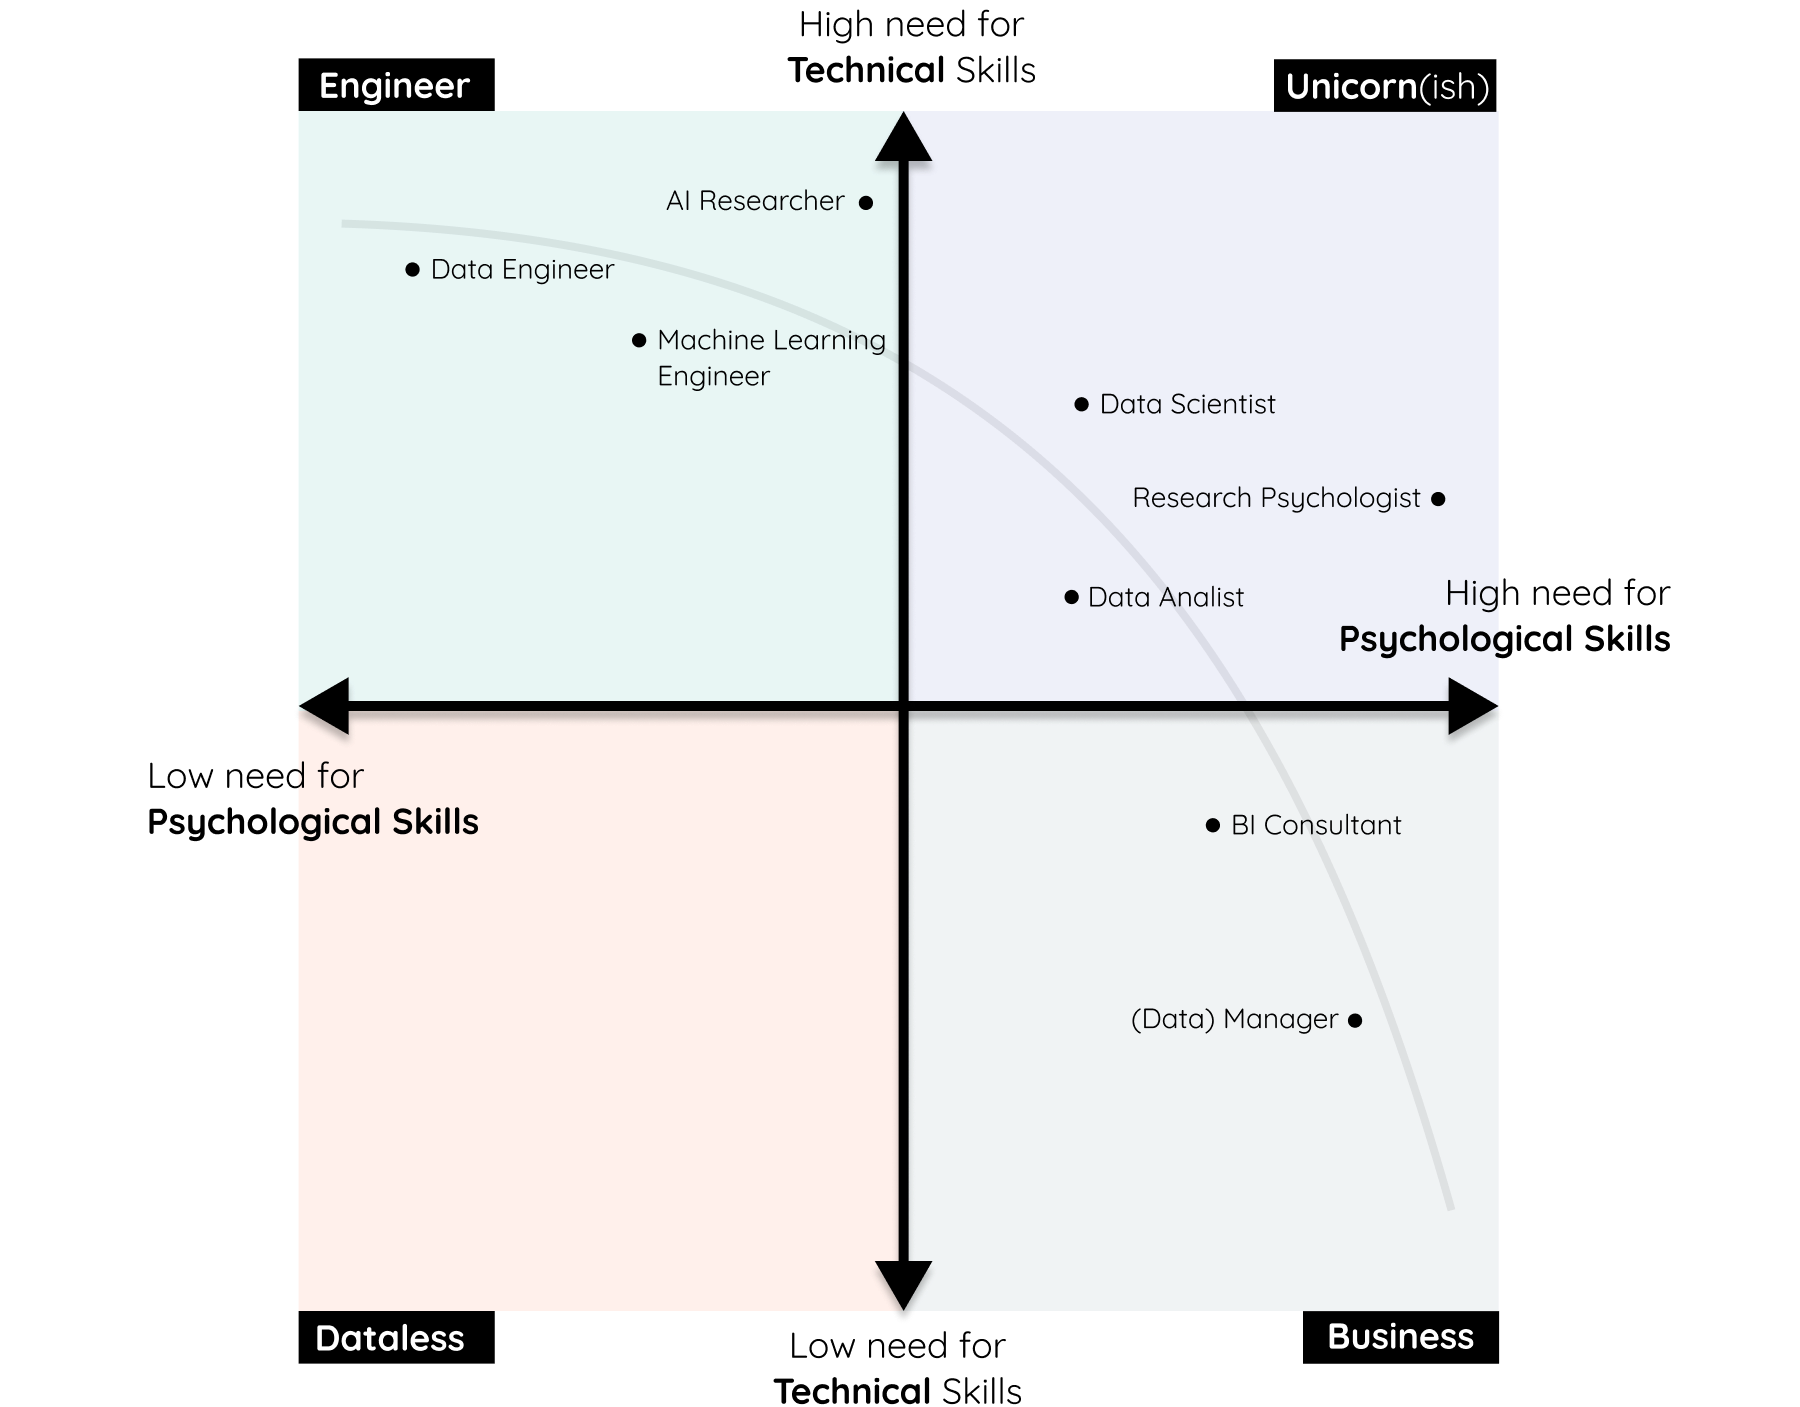 High need for
Technical Skills
Engineer
Unicorn(ish)
AI Researcher
Data Engineer
Machine Learning
Engineer
Data Scientist
Research Psychologist
Data Analist
High need for
Psychological Skills
Low need for
Psychological Skills
BI Consultant
(Data) Manager
Dataless
Business
Low need for
Technical Skills